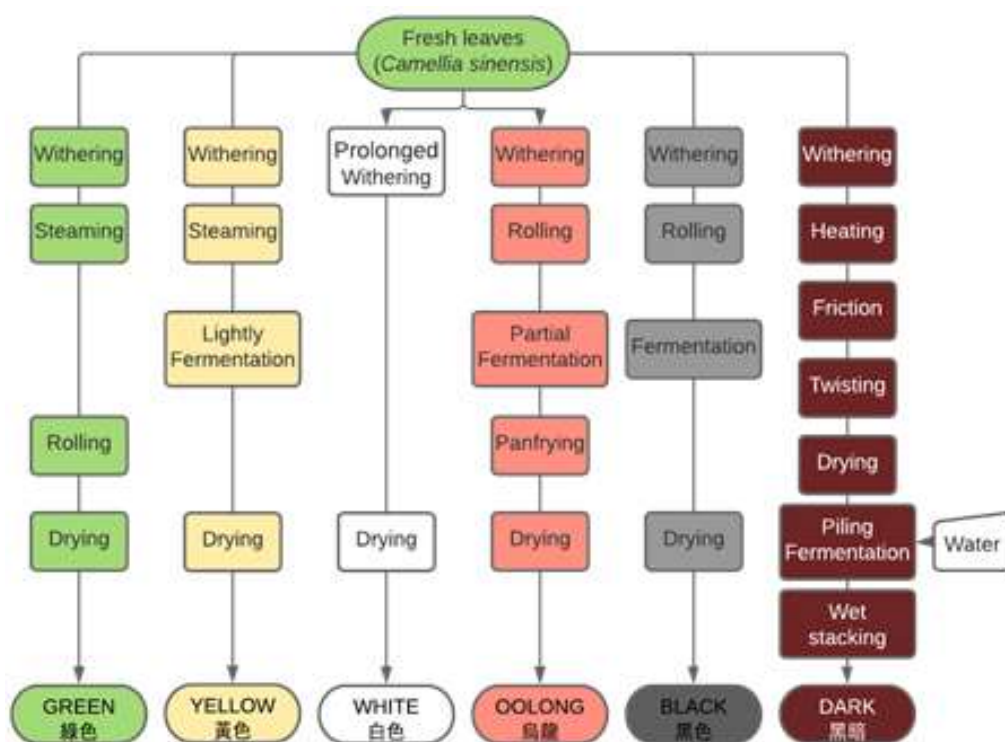 Fresh leaves
(Camellia sinensis)
Withering
Steaming
Rolling
Drying
GREEN
綠色
Withering
Steaming
Lightly
Fermentation
Drying
YELLOW
黃色
Prolonged
Withering
Drying
WHITE
白色
Withering
Rolling
Partial
Fermentation
Panfrying
Drying
OOLONG
烏龍
Withering
Rolling
Fermentation
Drying
BLACK
黑色
Withering
Heating
Friction
Twisting
Drying
Piling
Fermentation
Water
Wet
stacking
DARK
黑暗